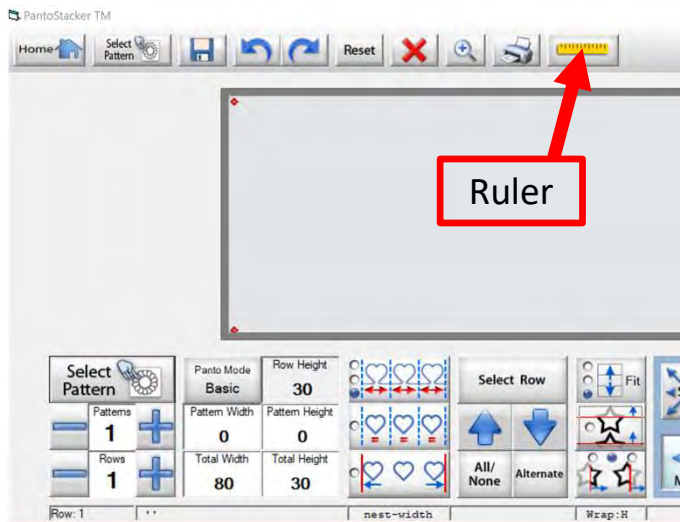 PantoStacker TM
Home
Select
Pattern
Reset
Ruler
Select
Pattern
Panto Mode
Basic
Row Height
30
Patterns
1
Pattern Width
0
Pattern Height
0
Rows
1
Total Width
80
Total Height
30
=
=
=
Select Row
All/
None
Alternate
Fit
Row: 1
''
nest-width
Wrap:H